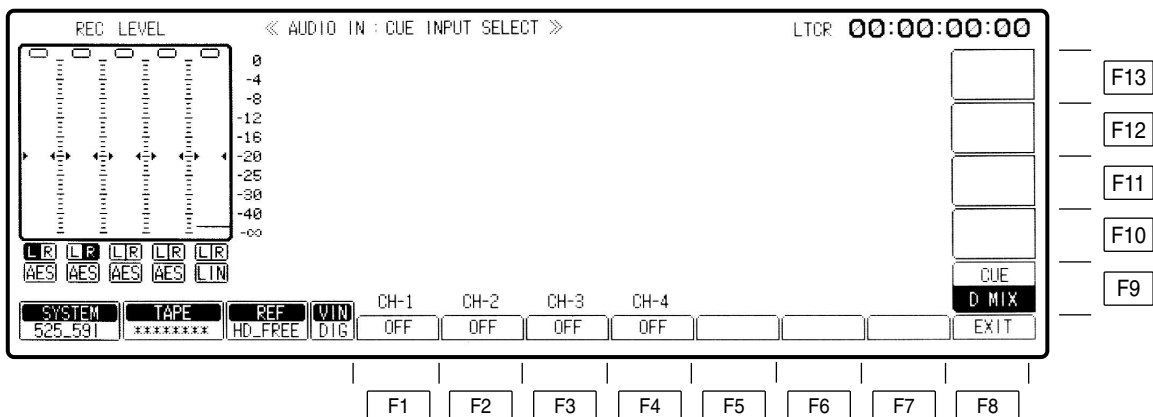 REC LEVEL
≪ AUDIO IN : CUE INPUT SELECT ≫
LTCR 00:00:00:00
0
-4
-8
-12
-16
-20
-25
-30
-40
-∞
L R L R L R L R L R
AES AES AES AES LIN
SYSTEM TAPE REF VIN
525_59I ******** HD_FREE DIG
CH-1 CH-2 CH-3 CH-4
OFF OFF OFF OFF
CUE
D MIX
EXIT
F13
F12
F11
F10
F9
F1 F2 F3 F4 F5 F6 F7 F8